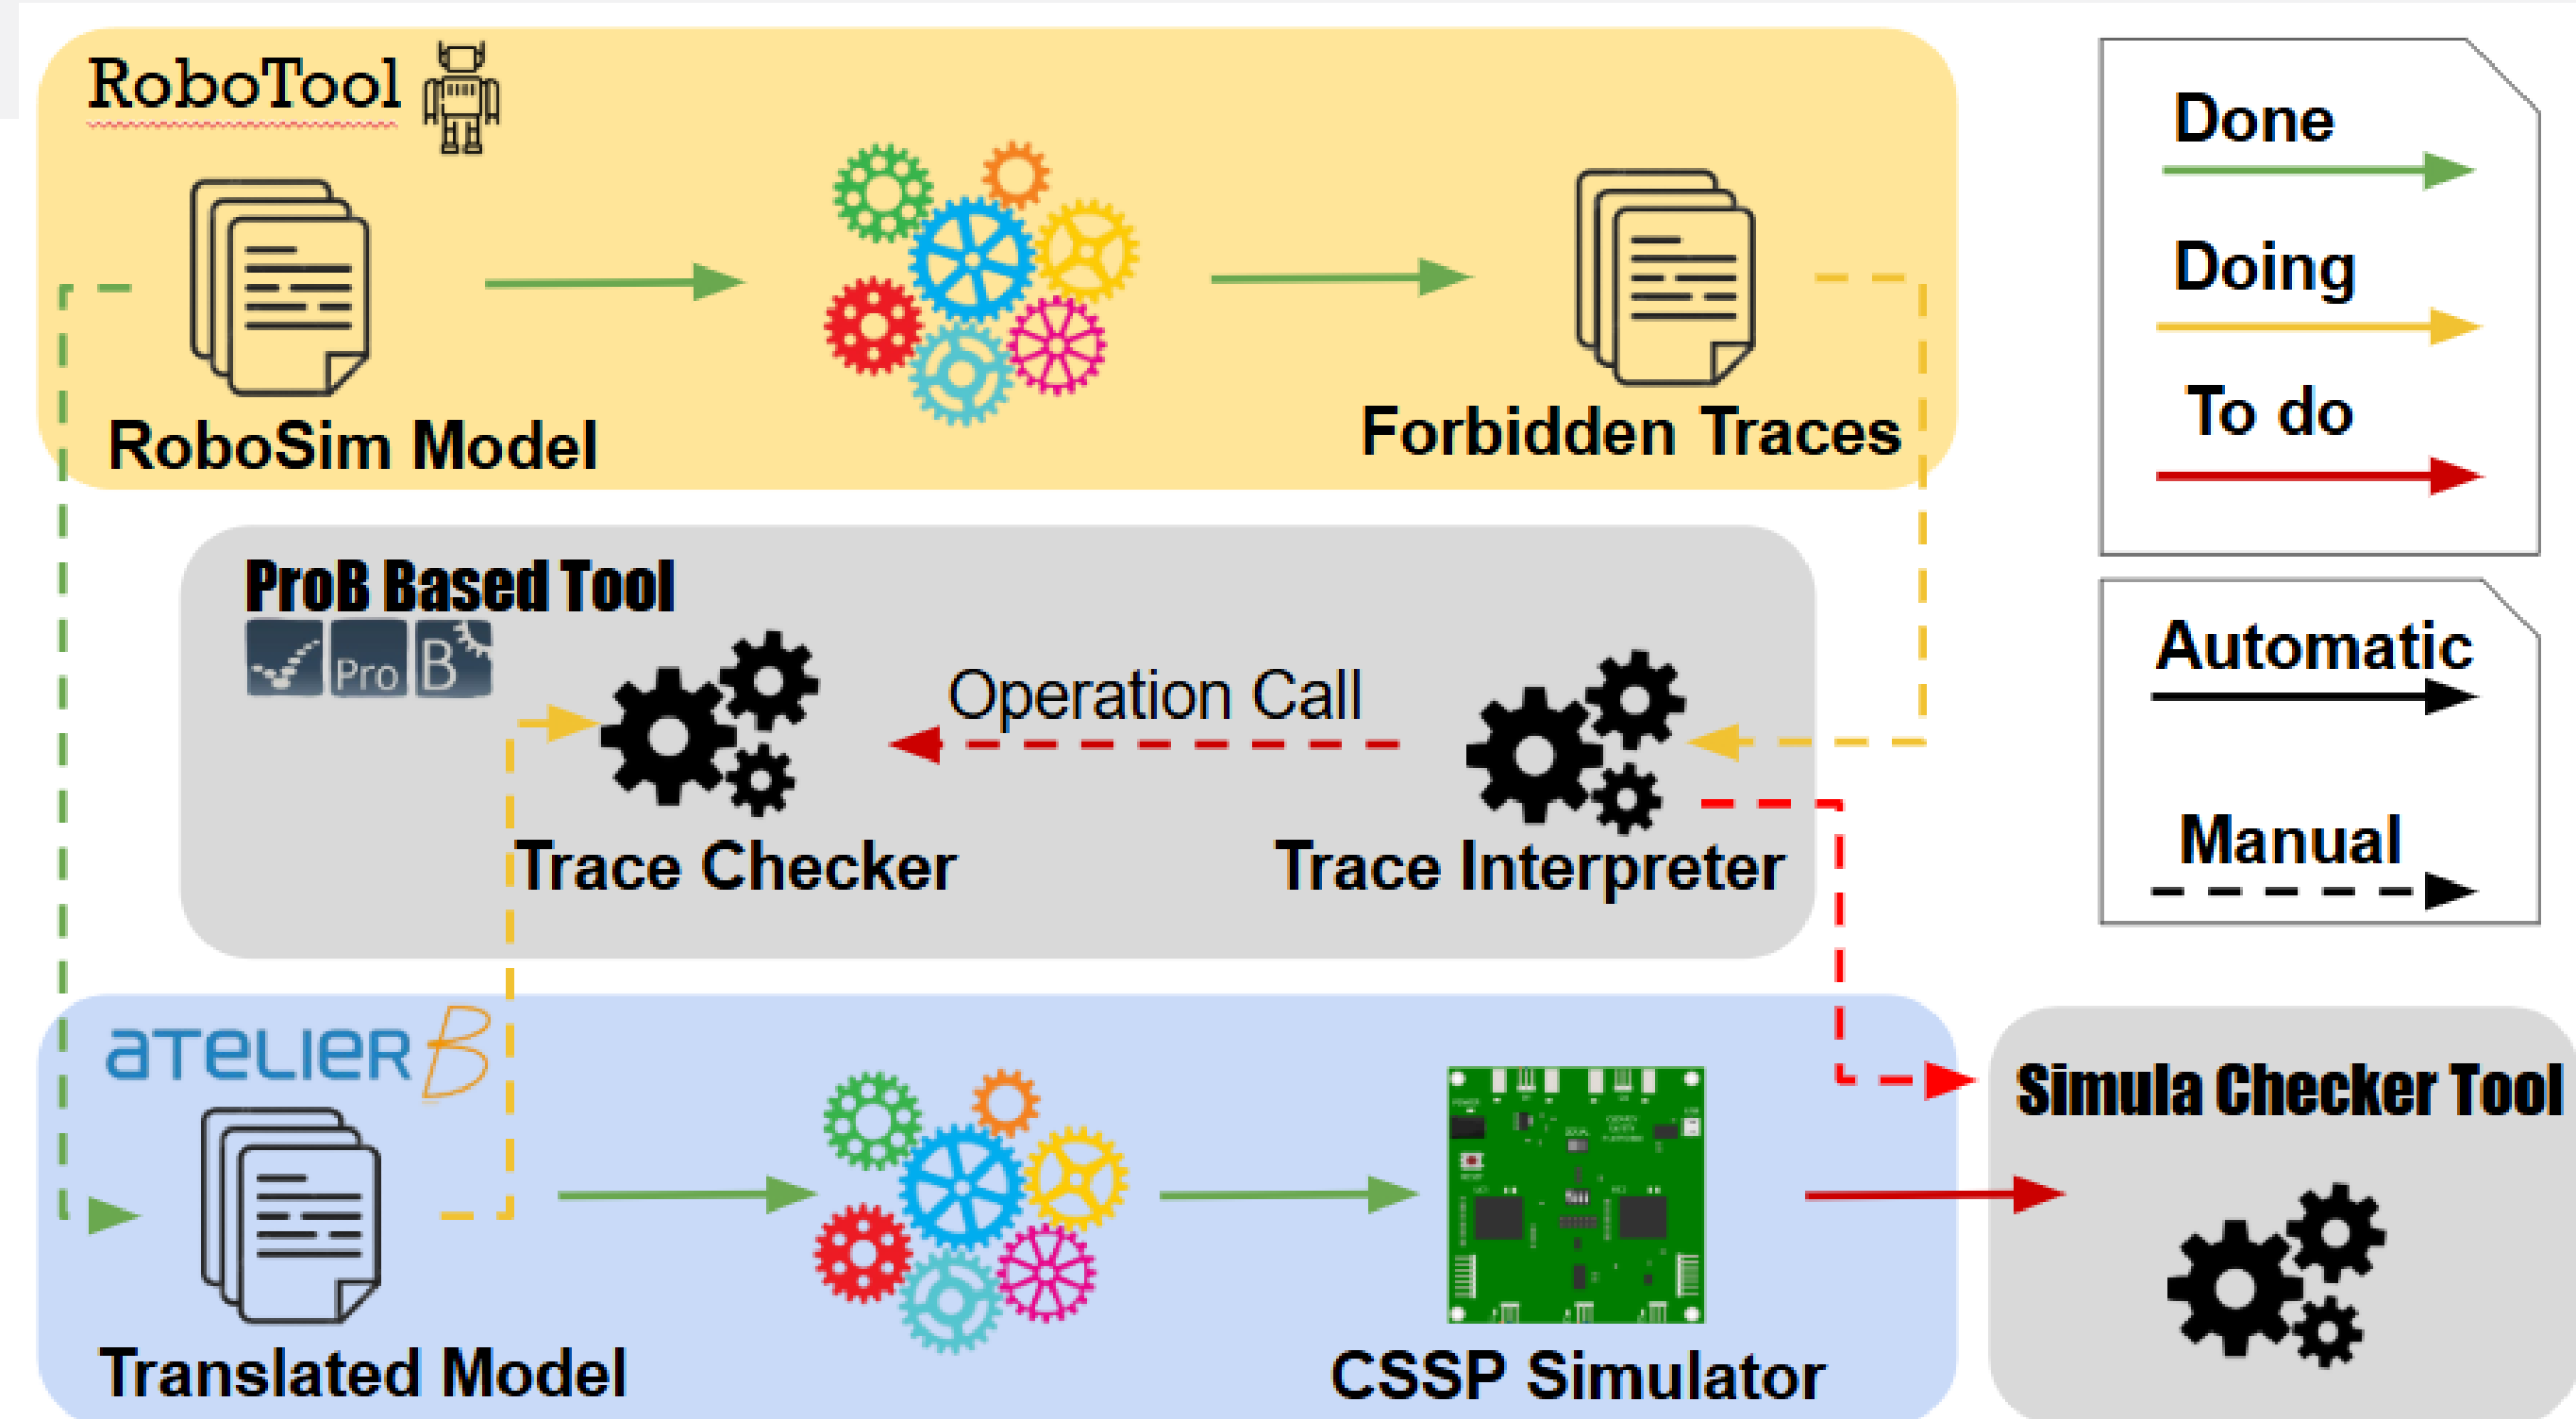 RoboTool
RoboSim Model
Forbidden Traces
Done
Doing
To do
ProB Based Tool
Pro B
Operation Call
Trace Checker
Trace Interpreter
Automatic
Manual
ATELIER B
Translated Model
CSSP Simulator
Simula Checker Tool